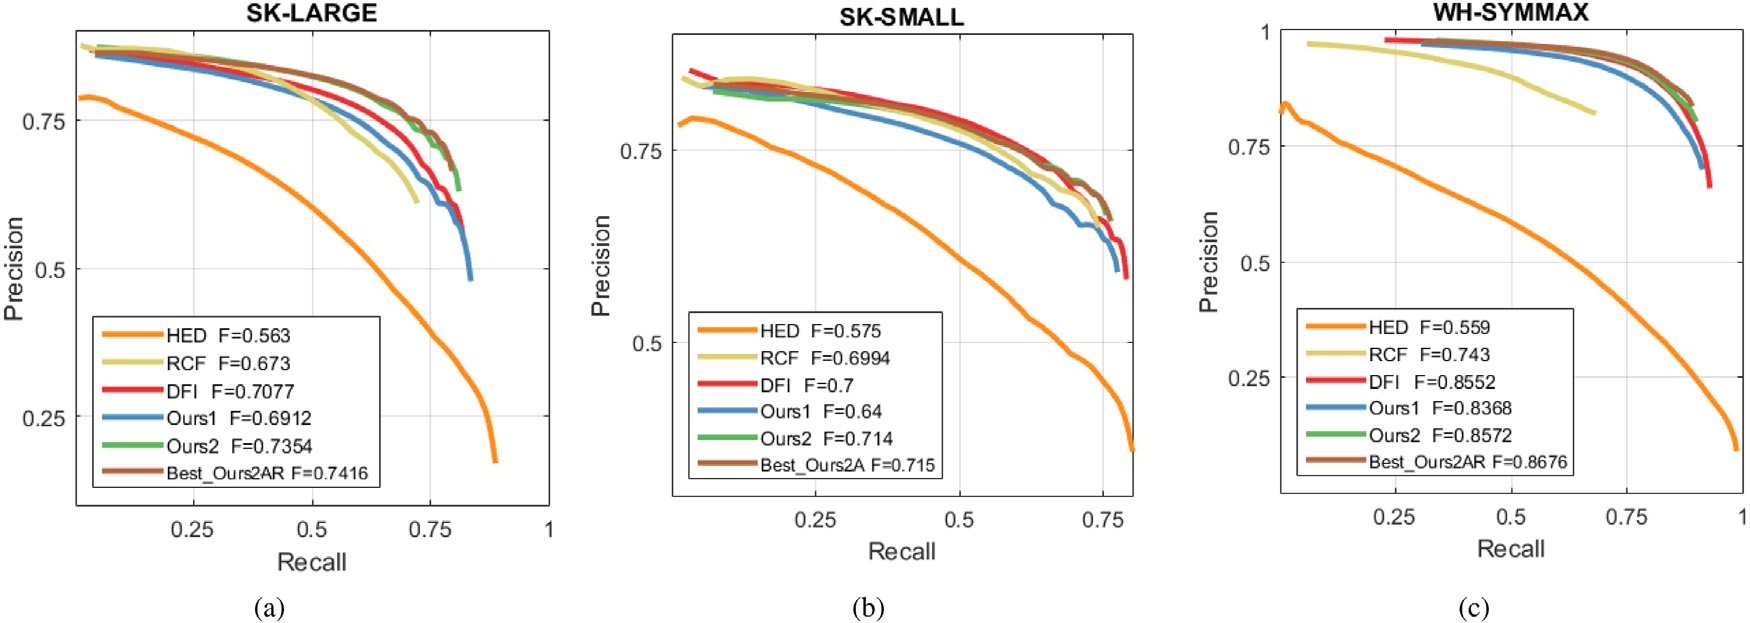 SK-LARGE
0.75
0.5
0.25
Precision
HED F=0.563
RCF F=0.673
DFI F=0.7077
Ours1 F=0.6912
Ours2 F=0.7354
Best_Ours2AR F=0.7416
0.25 0.5 0.75 1
Recall
(a)
SK-SMALL
0.75
0.5
Precision
HED F=0.575
RCF F=0.6994
DFI F=0.7
Ours1 F=0.64
Ours2 F=0.714
Best_Ours2A F=0.715
0.25 0.5 0.75
Recall
(b)
WH-SYMMAX
1
0.75
0.5
0.25
Precision
HED F=0.559
RCF F=0.743
DFI F=0.8552
Ours1 F=0.8368
Ours2 F=0.8572
Best_Ours2AR F=0.8676
0.25 0.5 0.75 1
Recall
(c)